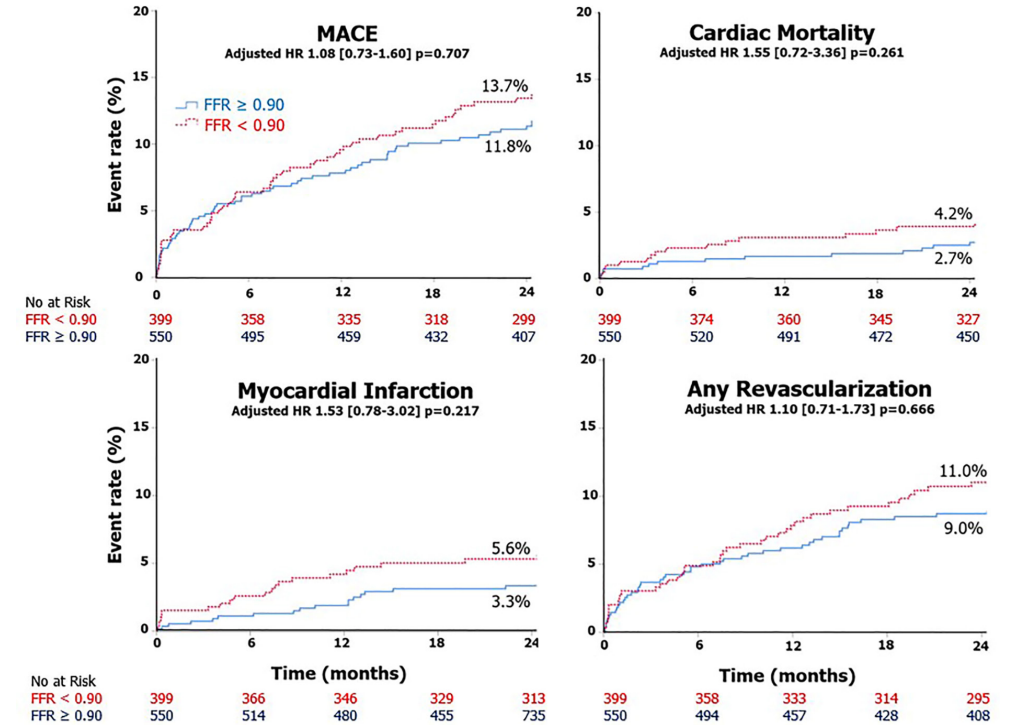 MACE
Adjusted HR 1.08 [0.73-1.60] p=0.707
Event rate (%)
20
15
10
5
0
FFR ≥ 0.90
FFR < 0.90
13.7%
11.8%
0 6 12 18 24
No at Risk
FFR < 0.90 399 358 335 318 299
FFR ≥ 0.90 550 495 459 432 407
Cardiac Mortality
Adjusted HR 1.55 [0.72-3.36] p=0.261
20
15
10
5
0
4.2%
2.7%
0 6 12 18 24
399 374 360 345 327
550 520 491 472 450
Myocardial Infarction
Adjusted HR 1.53 [0.78-3.02] p=0.217
Event rate (%)
20
15
10
5
0
5.6%
3.3%
0 6 12 18 24
Time (months)
No at Risk
FFR < 0.90 399 366 346 329 313
FFR ≥ 0.90 550 514 480 455 735
Any Revascularization
Adjusted HR 1.10 [0.71-1.73] p=0.666
20
15
10
5
0
11.0%
9.0%
0 6 12 18 24
Time (months)
399 358 333 314 295
550 494 457 428 408